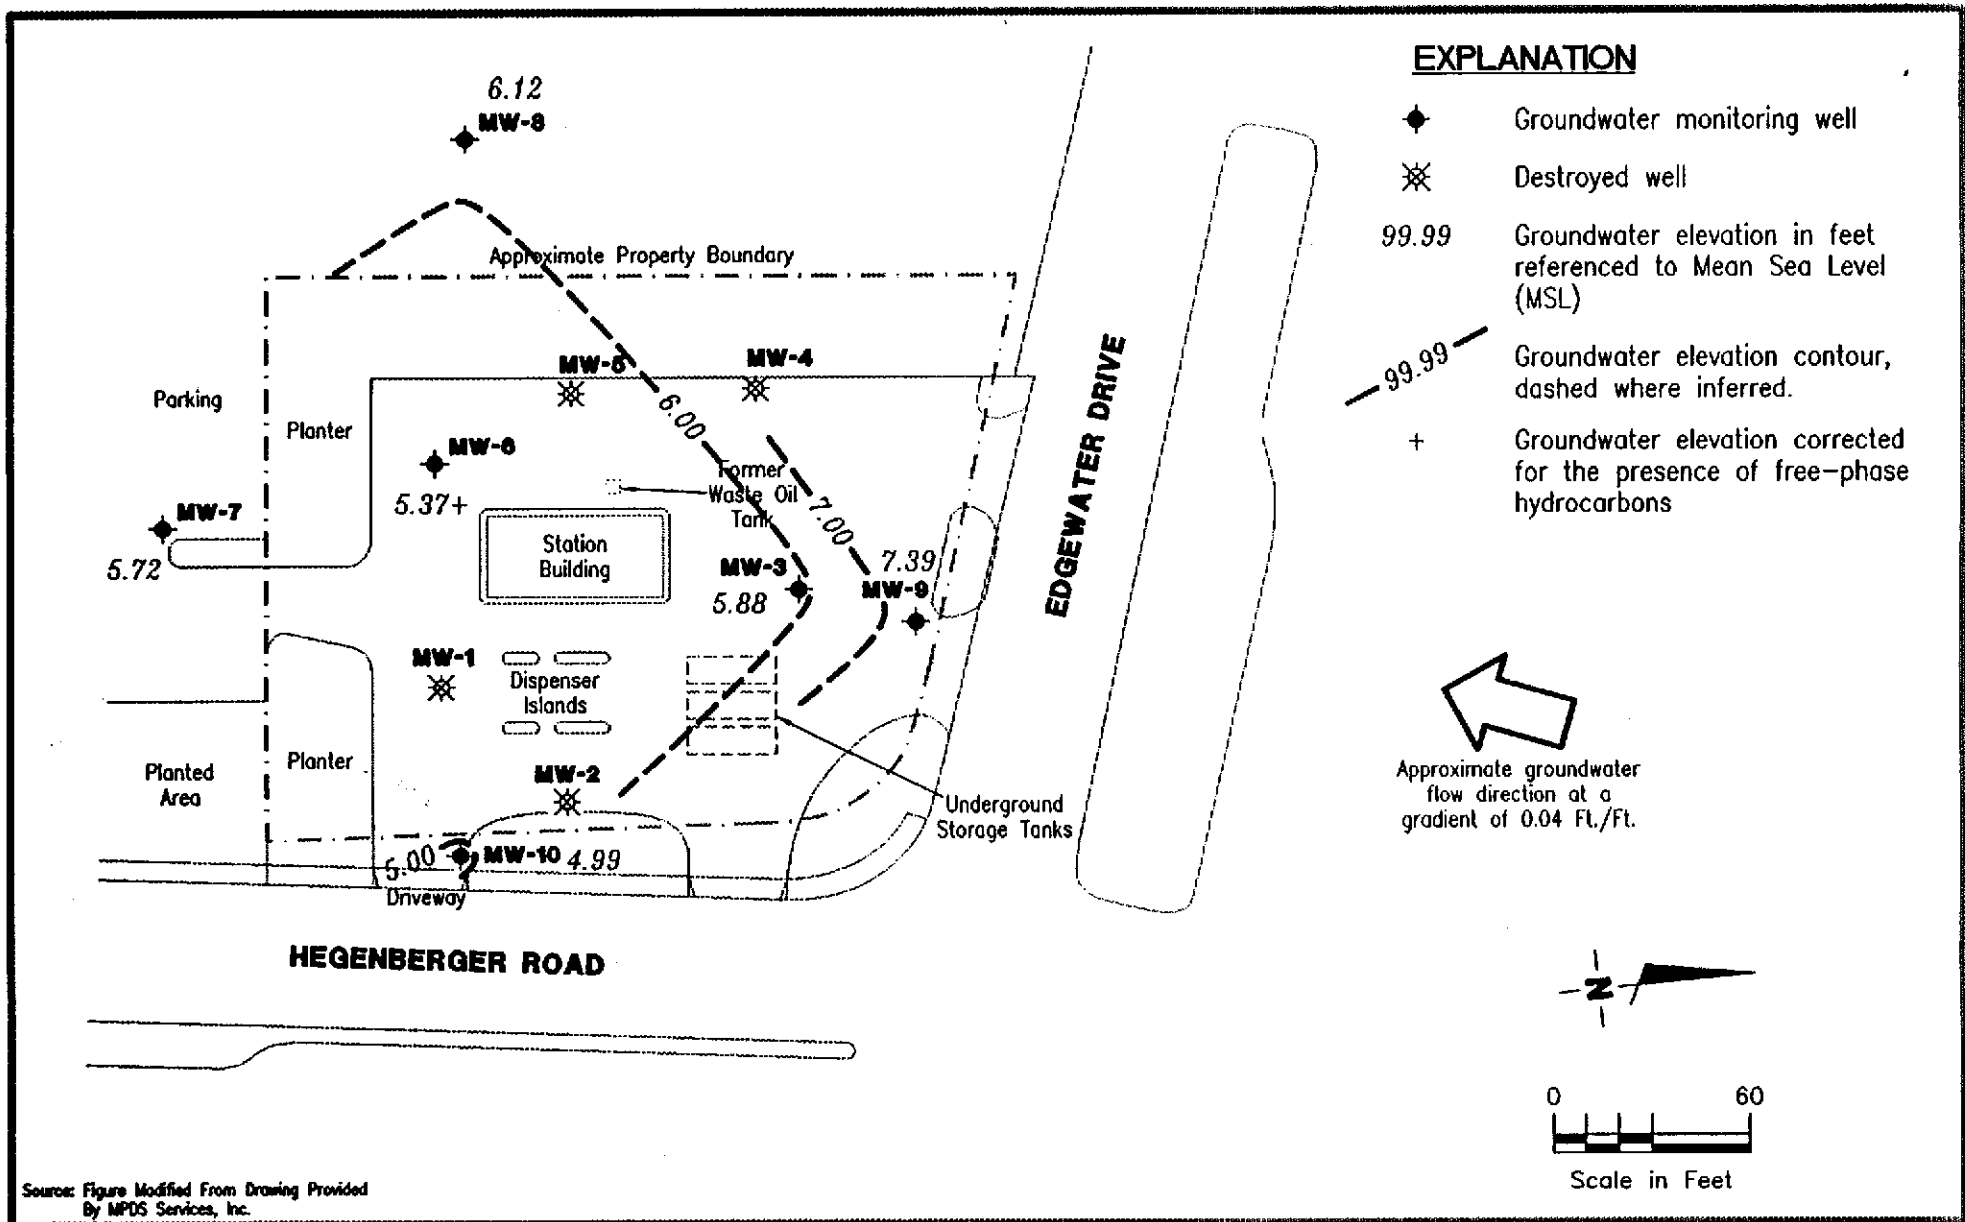 EXPLANATION
Groundwater monitoring well
Destroyed well
99.99
Groundwater elevation in feet
referenced to Mean Sea Level
(MSL)
99.99
Groundwater elevation contour,
dashed where inferred.
+
Groundwater elevation corrected
for the presence of free-phase
hydrocarbons
6.12
MW-8
Approximate Property Boundary
MW-5
MW-4
Parking
Planter
6.00
MW-6
5.37+
Former
Waste Oil
Tank
7.00
MW-7
5.72
Station
Building
MW-3
5.88
7.39
MW-9
EDGEWATER DRIVE
MW-1
Dispenser
Islands
Planted
Area
Planter
MW-2
Underground
Storage Tanks
5.00
MW-10
4.99
Driveway
HEGENBERGER ROAD
Approximate groundwater
flow direction at a
gradient of 0.04 Ft./Ft.
N
0 60
Scale in Feet
Source: Figure Modified From Drawing Provided
By MPDS Services, Inc.